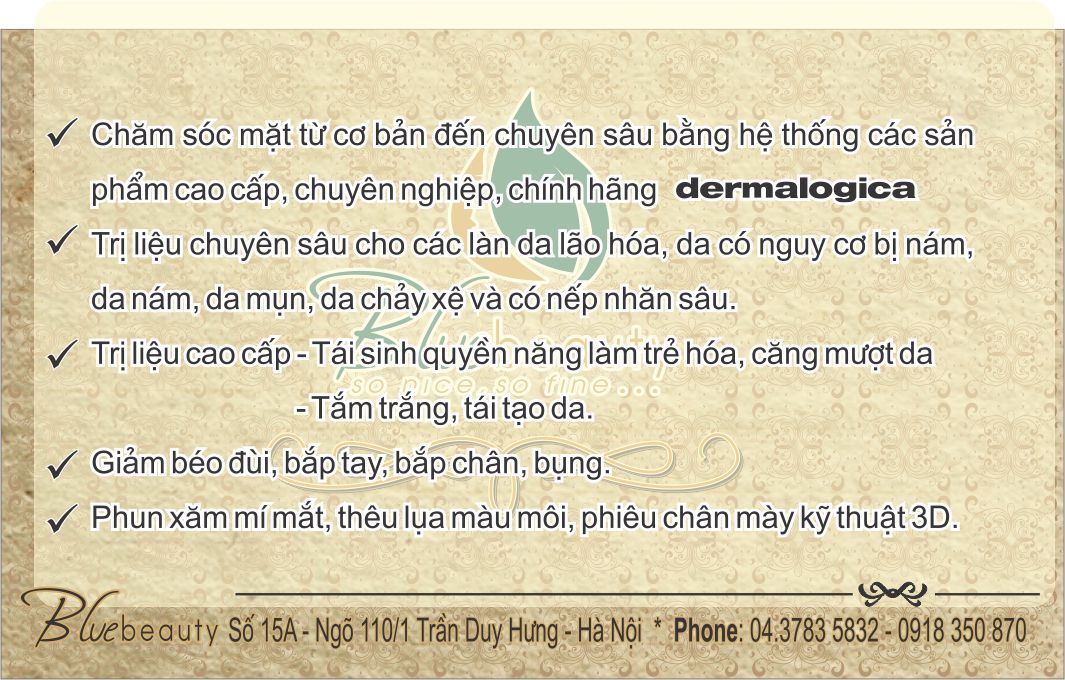 Chăm sóc mặt từ cơ bản đến chuyên sâu bằng hệ thống các sản
phẩm cao cấp, chuyên nghiệp, chính hãng dermalogica
Trị liệu chuyên sâu cho các làn da lão hóa, da có nguy cơ bị nám,
da nám, da mụn, da chảy xệ và có nếp nhăn sâu.
Bluebeauty
Trị liệu cao cấp - Tái sinh quyền năng làm trẻ hóa, căng mượt da
so nice, so fine...
- Tắm trắng, tái tạo da.
Giảm béo đùi, bắp tay, bắp chân, bụng.
Phun xăm mí mắt, thêu lụa màu môi, phiêu chân mày kỹ thuật 3D.
Bluebeauty Số 15A - Ngõ 110/1 Trần Duy Hưng - Hà Nội * Phone: 04.3783 5832 - 0918 350 870